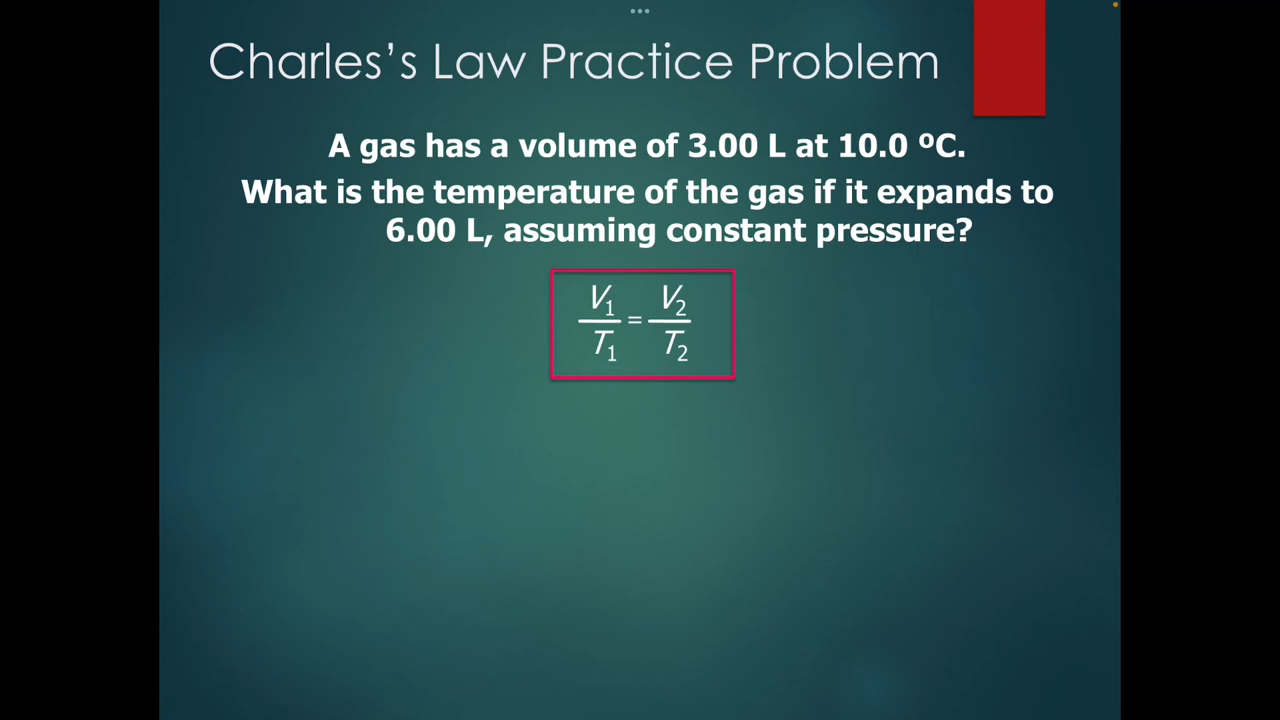 Charles’s Law Practice Problem
A gas has a volume of 3.00 L at 10.0 ºC.
What is the temperature of the gas if it expands to
6.00 L, assuming constant pressure?
V₁/T₁ = V₂/T₂